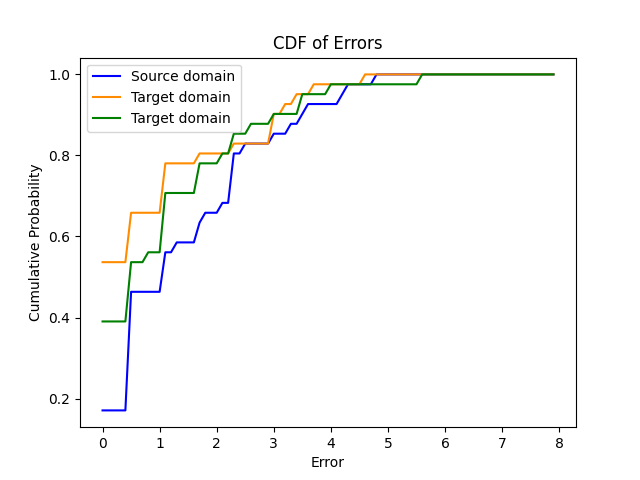 CDF of Errors
Source domain
Target domain
Target domain
1.0
0.8
0.6
0.4
0.2
Cumulative Probability
0 1 2 3 4 5 6 7 8
Error